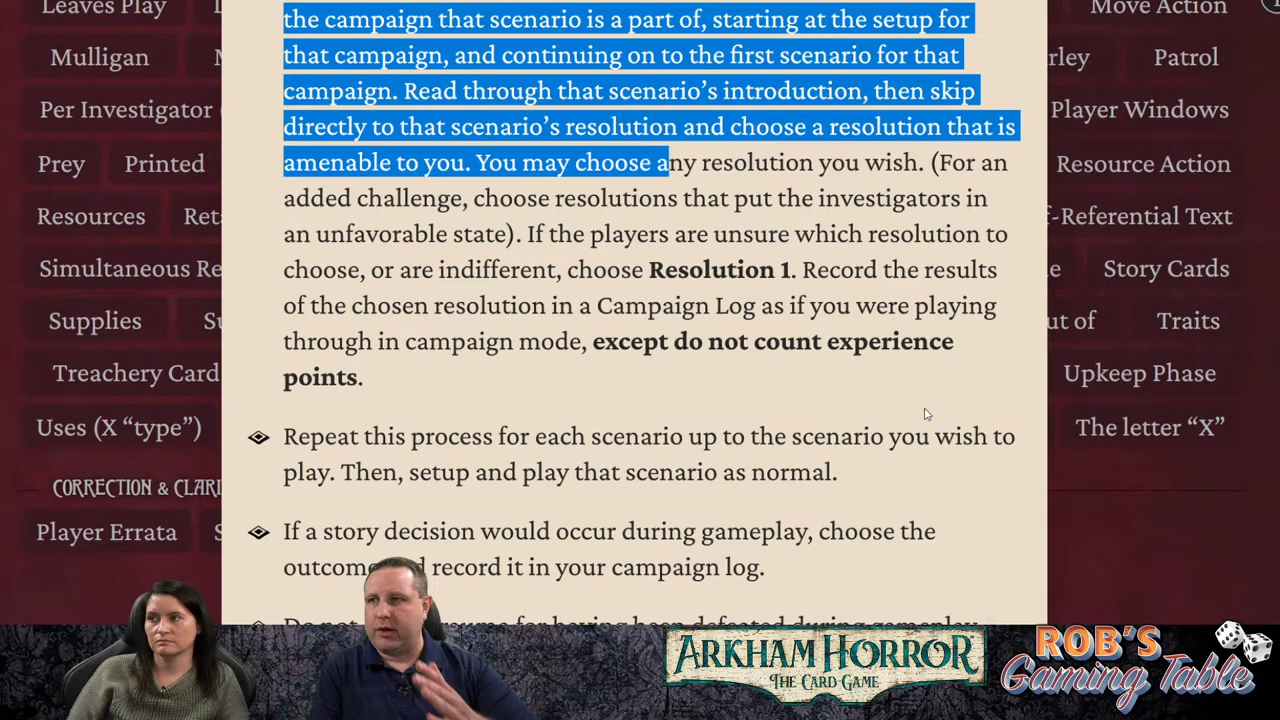 Leaves Play
Move Action
the campaign that scenario is a part of, starting at the setup for
that campaign, and continuing on to the first scenario for that
campaign. Read through that scenario’s introduction, then skip
directly to that scenario’s resolution and choose a resolution that is
amenable to you. You may choose any resolution you wish. (For an
added challenge, choose resolutions that put the investigators in
an unfavorable state). If the players are unsure which resolution to
choose, or are indifferent, choose Resolution 1. Record the results
of the chosen resolution in a Campaign Log as if you were playing
through in campaign mode, except do not count experience
points.
Repeat this process for each scenario up to the scenario you wish to
play. Then, setup and play that scenario as normal.
If a story decision would occur during gameplay, choose the
outcome record it in your campaign log.
Mulligan
Per Investigator
Prey Printed
Resources
Simultaneous
Supplies
Treachery Card
Uses (X “type”)
CORRECTION &
Player Errata
Patrol
Player Windows
Resource Action
f-Referential Text
Story Cards
ut of Traits
Upkeep Phase
The letter “X”
ARKHAM HORROR
THE CARD GAME
ROB'S
Gaming Table